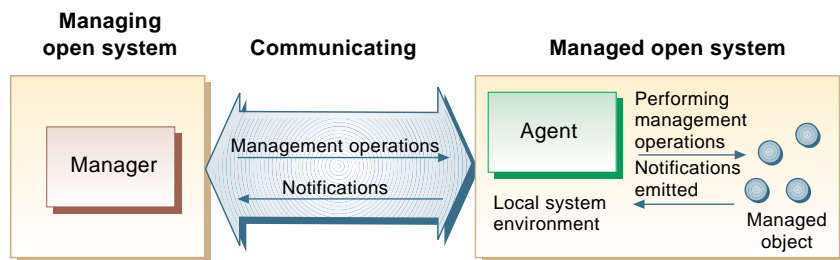 Managing
open system
Communicating
Managed open system
Manager
Management operations
Notifications
Agent
Performing
management
operations
Notifications
emitted
Local system
environment
Managed
object